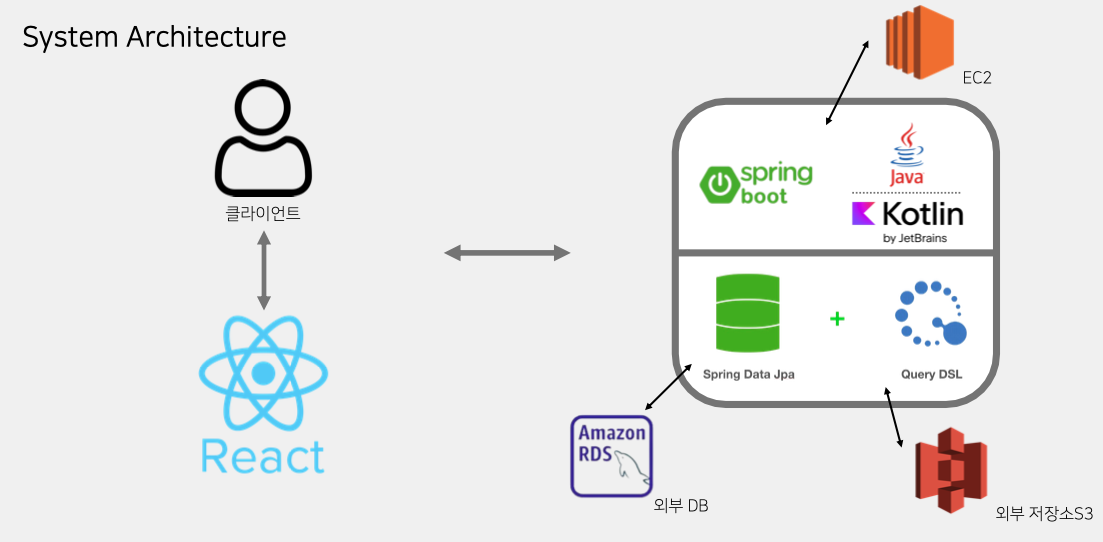 System Architecture
EC2
클라이언트
spring
boot
Java
Kotlin
by JetBrains
React
Spring Data Jpa
+
Query DSL
Amazon
RDS
외부 DB
외부 저장소S3